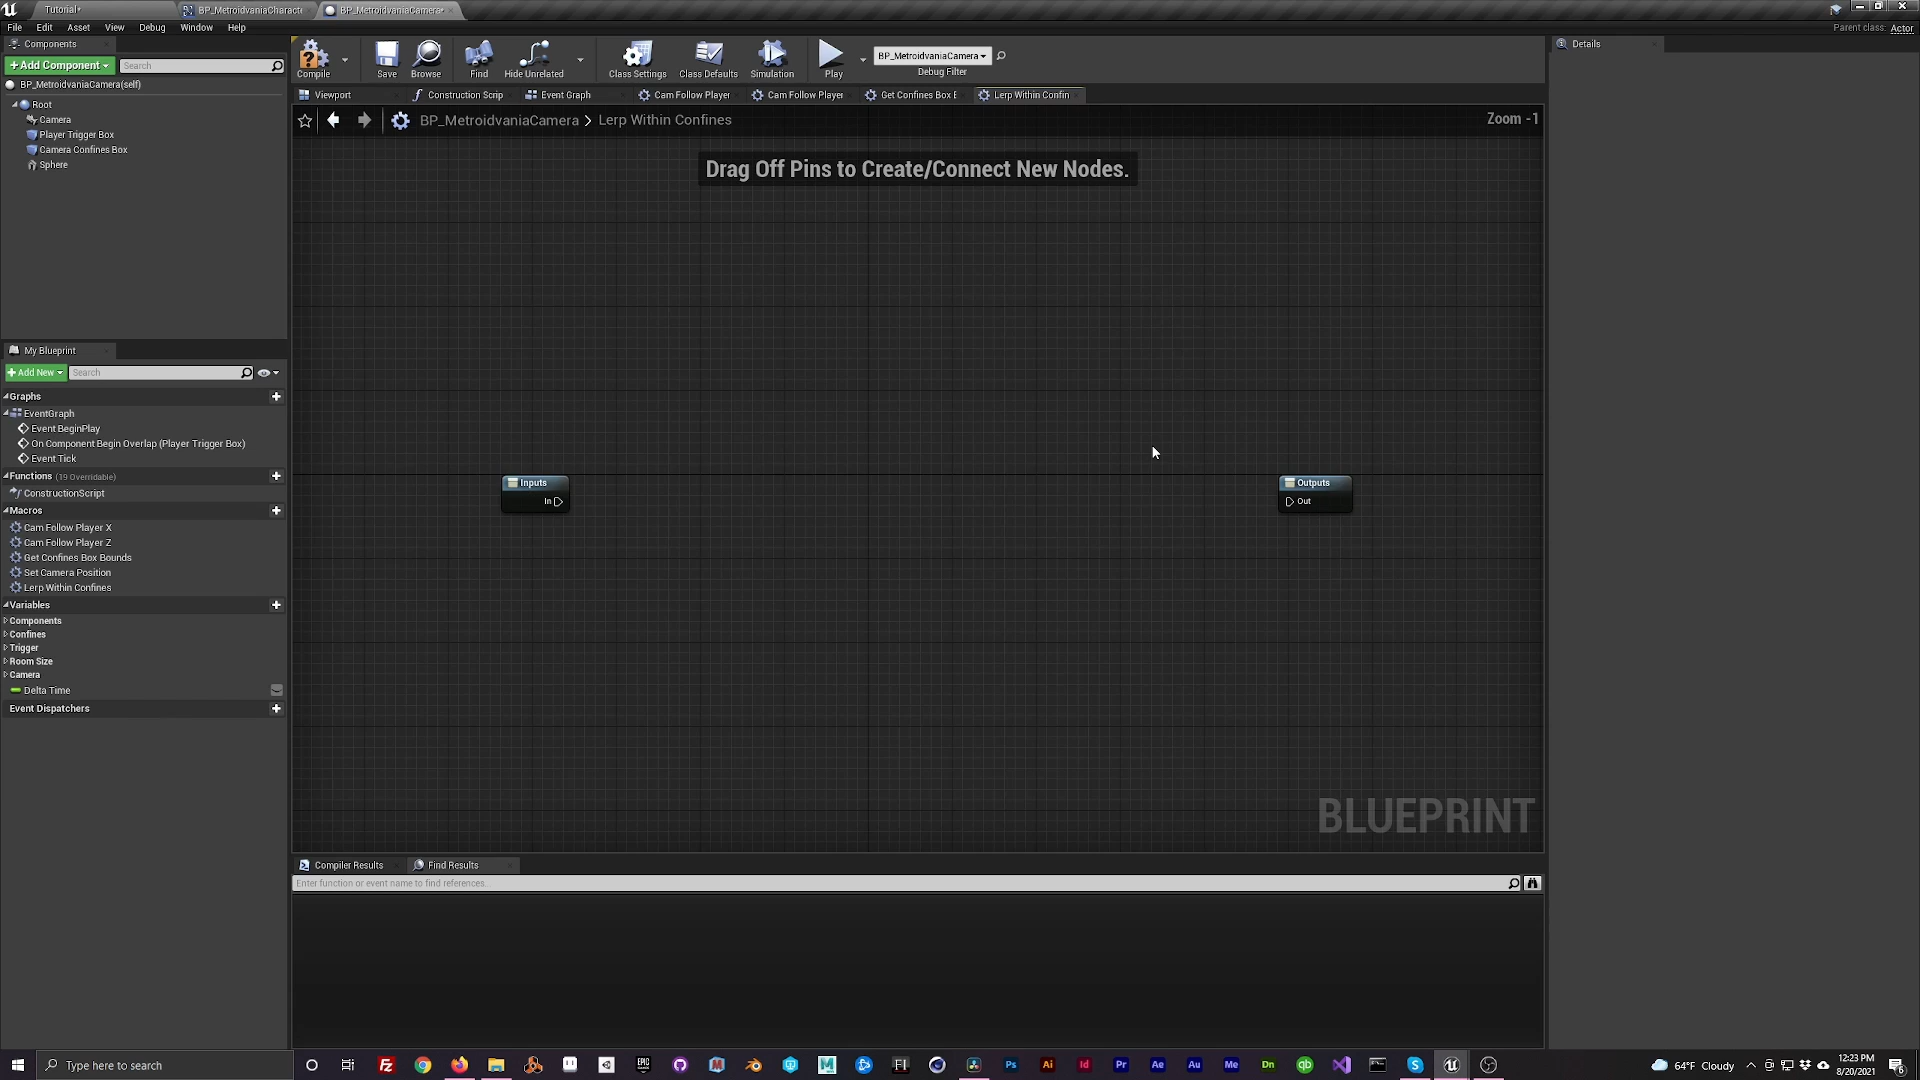 Tutorial*
BP_MetroidvaniaCharacte
BP_MetroidvaniaCamera*
File Edit Asset View Debug Window Help
Parent class: Actor
Components
+Add Component
Search
BP_MetroidvaniaCamera(self)
Root
Camera
Player Trigger Box
Camera Confines Box
Sphere
My Blueprint
+Add New
Search
Graphs
EventGraph
Event BeginPlay
On Component Begin Overlap (Player Trigger Box)
Event Tick
Functions (19 Overridable)
ConstructionScript
Macros
Cam Follow Player X
Cam Follow Player Z
Get Confines Box Bounds
Set Camera Position
Lerp Within Confines
Variables
Components
Confines
Trigger
Room Size
Camera
Delta Time
Event Dispatchers
Compile
Save
Browse
Find
Hide Unrelated
Class Settings
Class Defaults
Simulation
Play
BP_MetroidvaniaCamera
Debug Filter
Viewport
Construction Scrip
Event Graph
Cam Follow Player
Cam Follow Player
Get Confines Box E
Lerp Within Confin
BP_MetroidvaniaCamera > Lerp Within Confines
Zoom -1
Drag Off Pins to Create/Connect New Nodes.
Inputs
In
Outputs
Out
BLUEPRINT
Compiler Results
Find Results
Enter function or event name to find references...
Details
Type here to search
64°F Cloudy
12:23 PM
8/20/2021